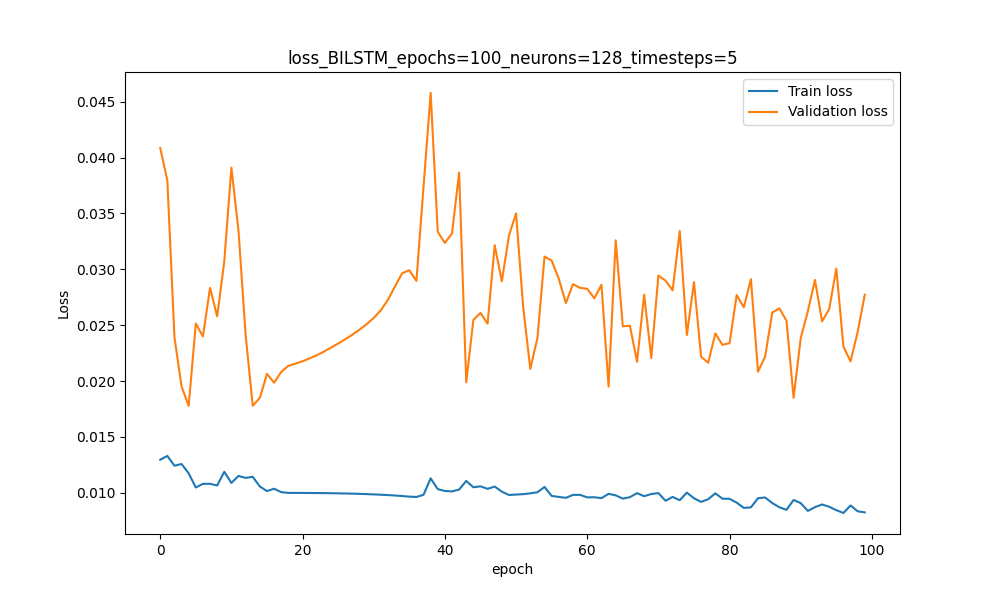 loss_BILSTM_epochs=100_neurons=128_timesteps=5
Train loss
Validation loss
0.045
0.040
0.035
0.030
0.025
0.020
0.015
0.010
Loss
0 20 40 60 80 100
epoch